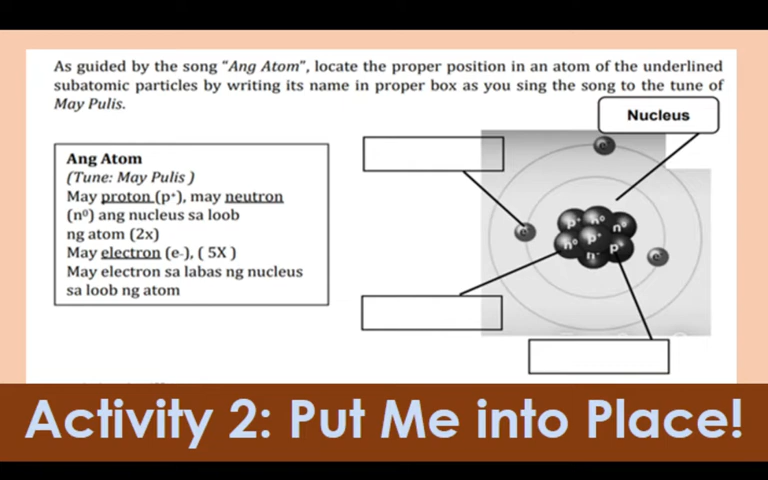 As guided by the song "Ang Atom", locate the proper position in an atom of the underlined
subatomic particles by writing its name in proper box as you sing the song to the tune of
May Pulis.
Nucleus
Ang Atom
(Tune: May Pulis )
May proton (p⁺), may neutron
(n⁰) ang nucleus sa loob
ng atom (2x)
May electron (e-), ( 5X )
May electron sa labas ng nucleus
sa loob ng atom
e⁻
p⁺ n⁰ n⁰
e⁻
n⁰ p⁺ p⁺
n⁻
e⁻
Activity 2: Put Me into Place!